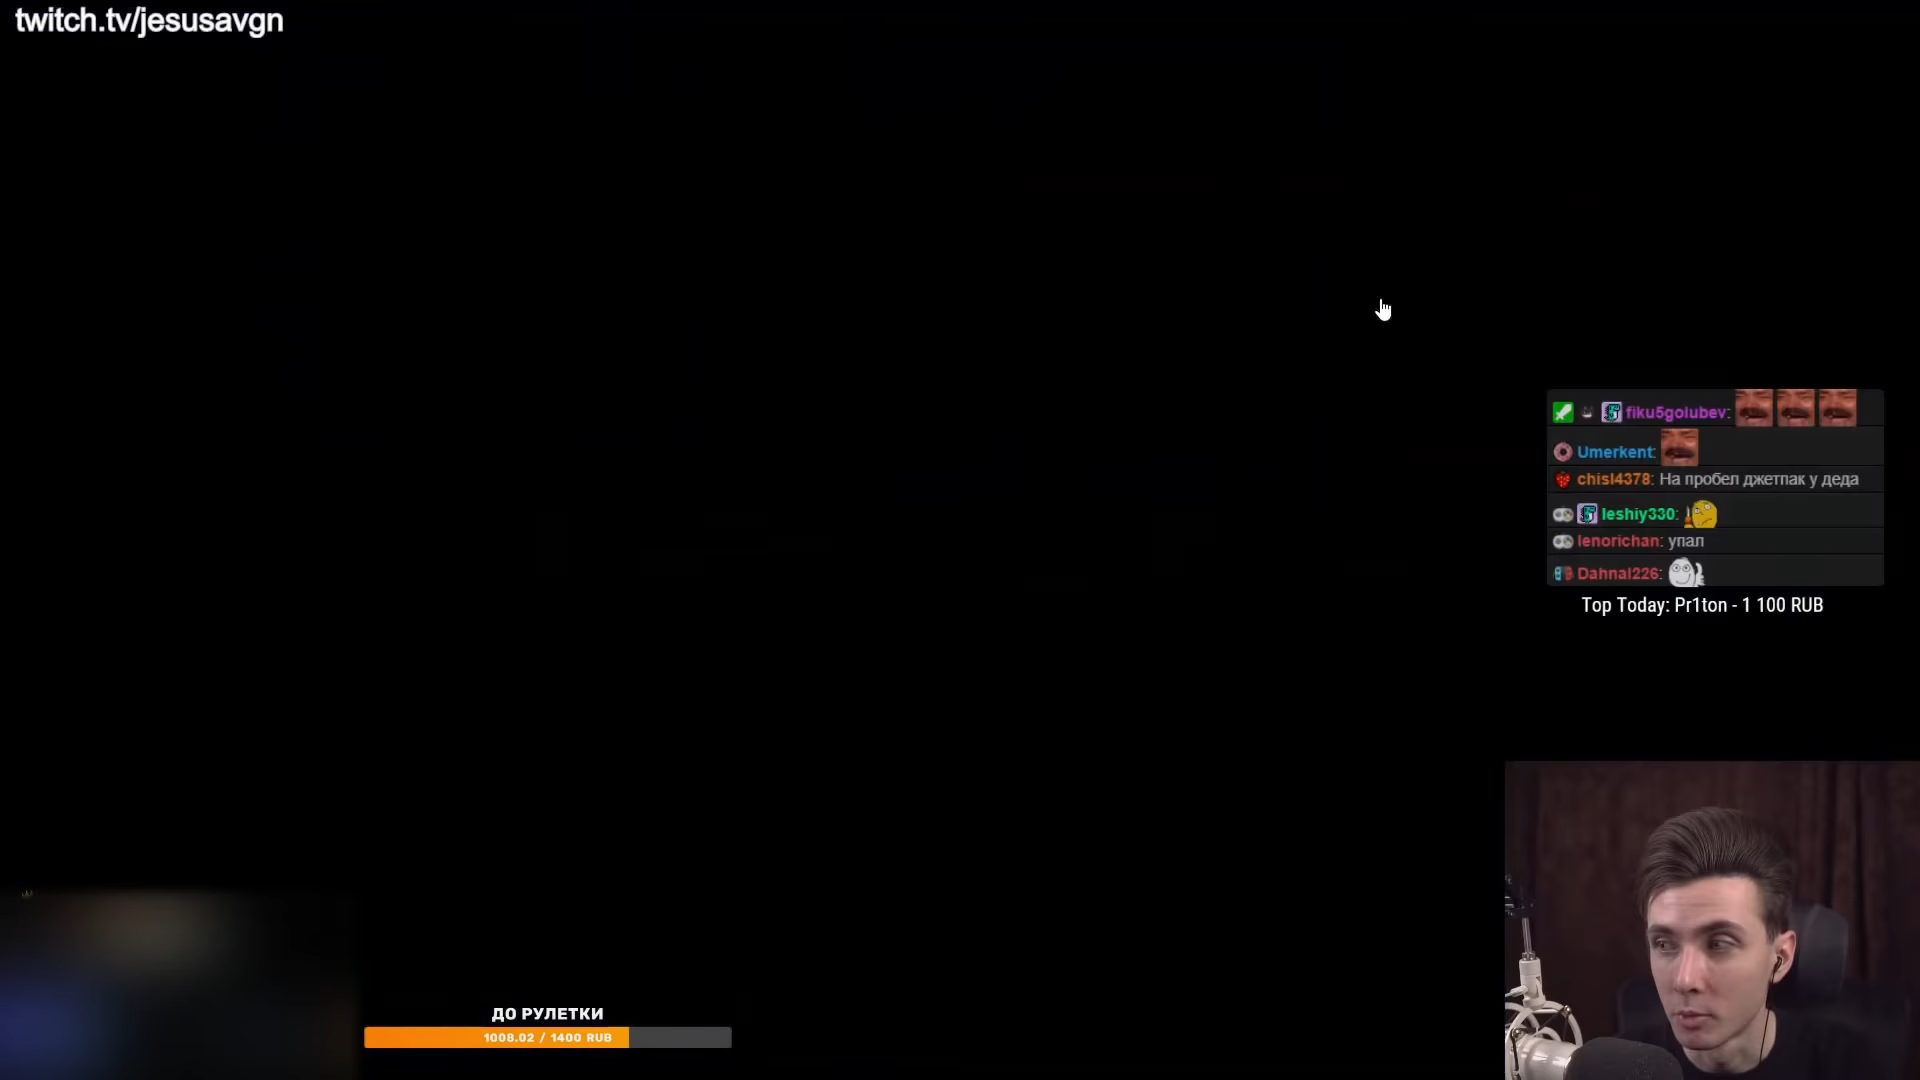 twitch.tv/jesusavgn
fiku5golubev:
Umerkent:
chisl4378: На пробел джетпак у деда
leshiy330:
lenorichan: упал
Dahnal226:
Top Today: Pr1ton - 1 100 RUB
ДО РУЛЕТКИ
1008.02 / 1400 RUB